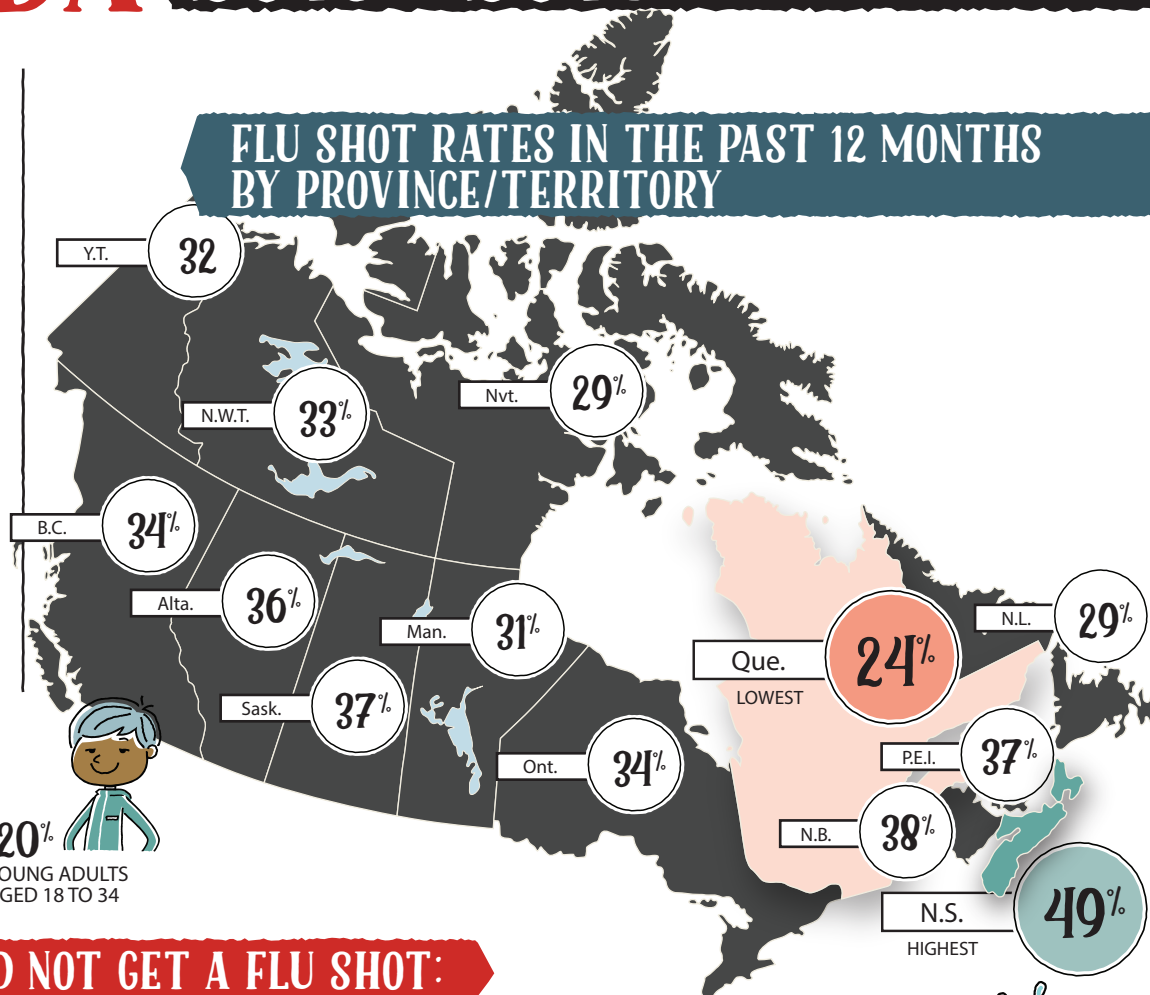 FLU SHOT RATES IN THE PAST 12 MONTHS
BY PROVINCE/TERRITORY
Y.T.
32
N.W.T.
33%
Nvt.
29%
B.C.
34%
Alta.
36%
Man.
31%
Sask.
37%
Ont.
34%
Que.
24%
LOWEST
N.L.
29%
P.E.I.
37%
N.B.
38%
N.S.
49%
HIGHEST
20%
OUNG ADULTS
GED 18 TO 34
NOT GET A FLU SHOT: